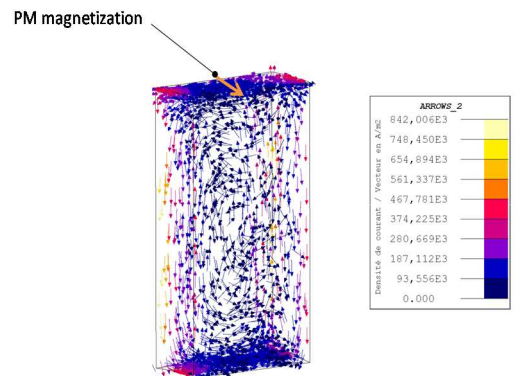 PM magnetization
ARROWS_2
842,006E3
748,450E3
654,894E3
561,337E3
467,781E3
374,225E3
280,669E3
187,112E3
93,556E3
0.000
Densité de courant / Vecteur en A/m2